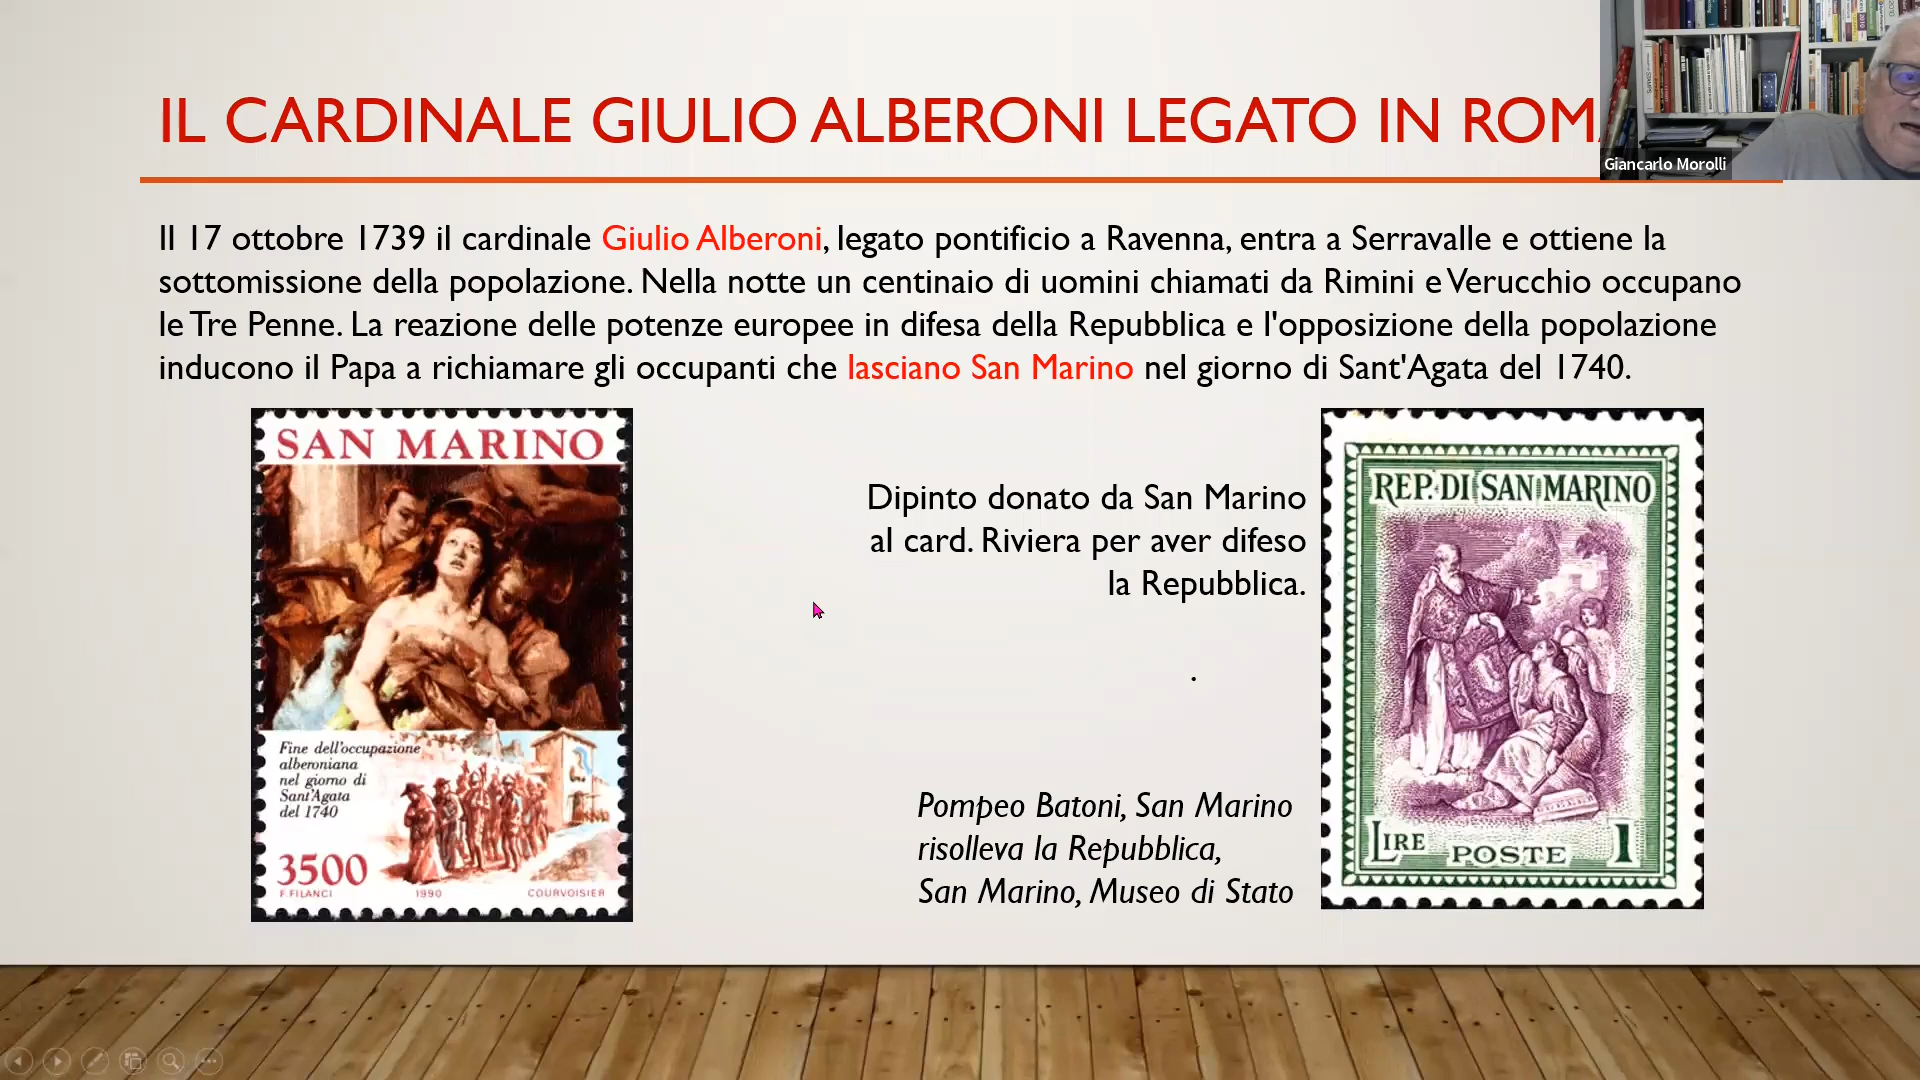 IL CARDINALE GIULIO ALBERONI LEGATO IN
Giancarlo Morolli
Il 17 ottobre 1739 il cardinale Giulio Alberoni, legato pontificio a Ravenna, entra a Serravalle e ottiene la
sottomissione della popolazione. Nella notte un centinaio di uomini chiamati da Rimini e Verucchio occupano
le Tre Penne. La reazione delle potenze europee in difesa della Repubblica e l'opposizione della popolazione
inducono il Papa a richiamare gli occupanti che lasciano San Marino nel giorno di Sant'Agata del 1740.
SAN MARINO
Fine dell'occupazione
alberoniana
nel giorno di
Sant'Agata
del 1740
3500
F. FILANCI 1990 COURVOISIER
Dipinto donato da San Marino
al card. Riviera per aver difeso
la Repubblica.
.
Pompeo Batoni, San Marino
risolleva la Repubblica,
San Marino, Museo di Stato
REP. DI SAN MARINO
LIRE POSTE 1